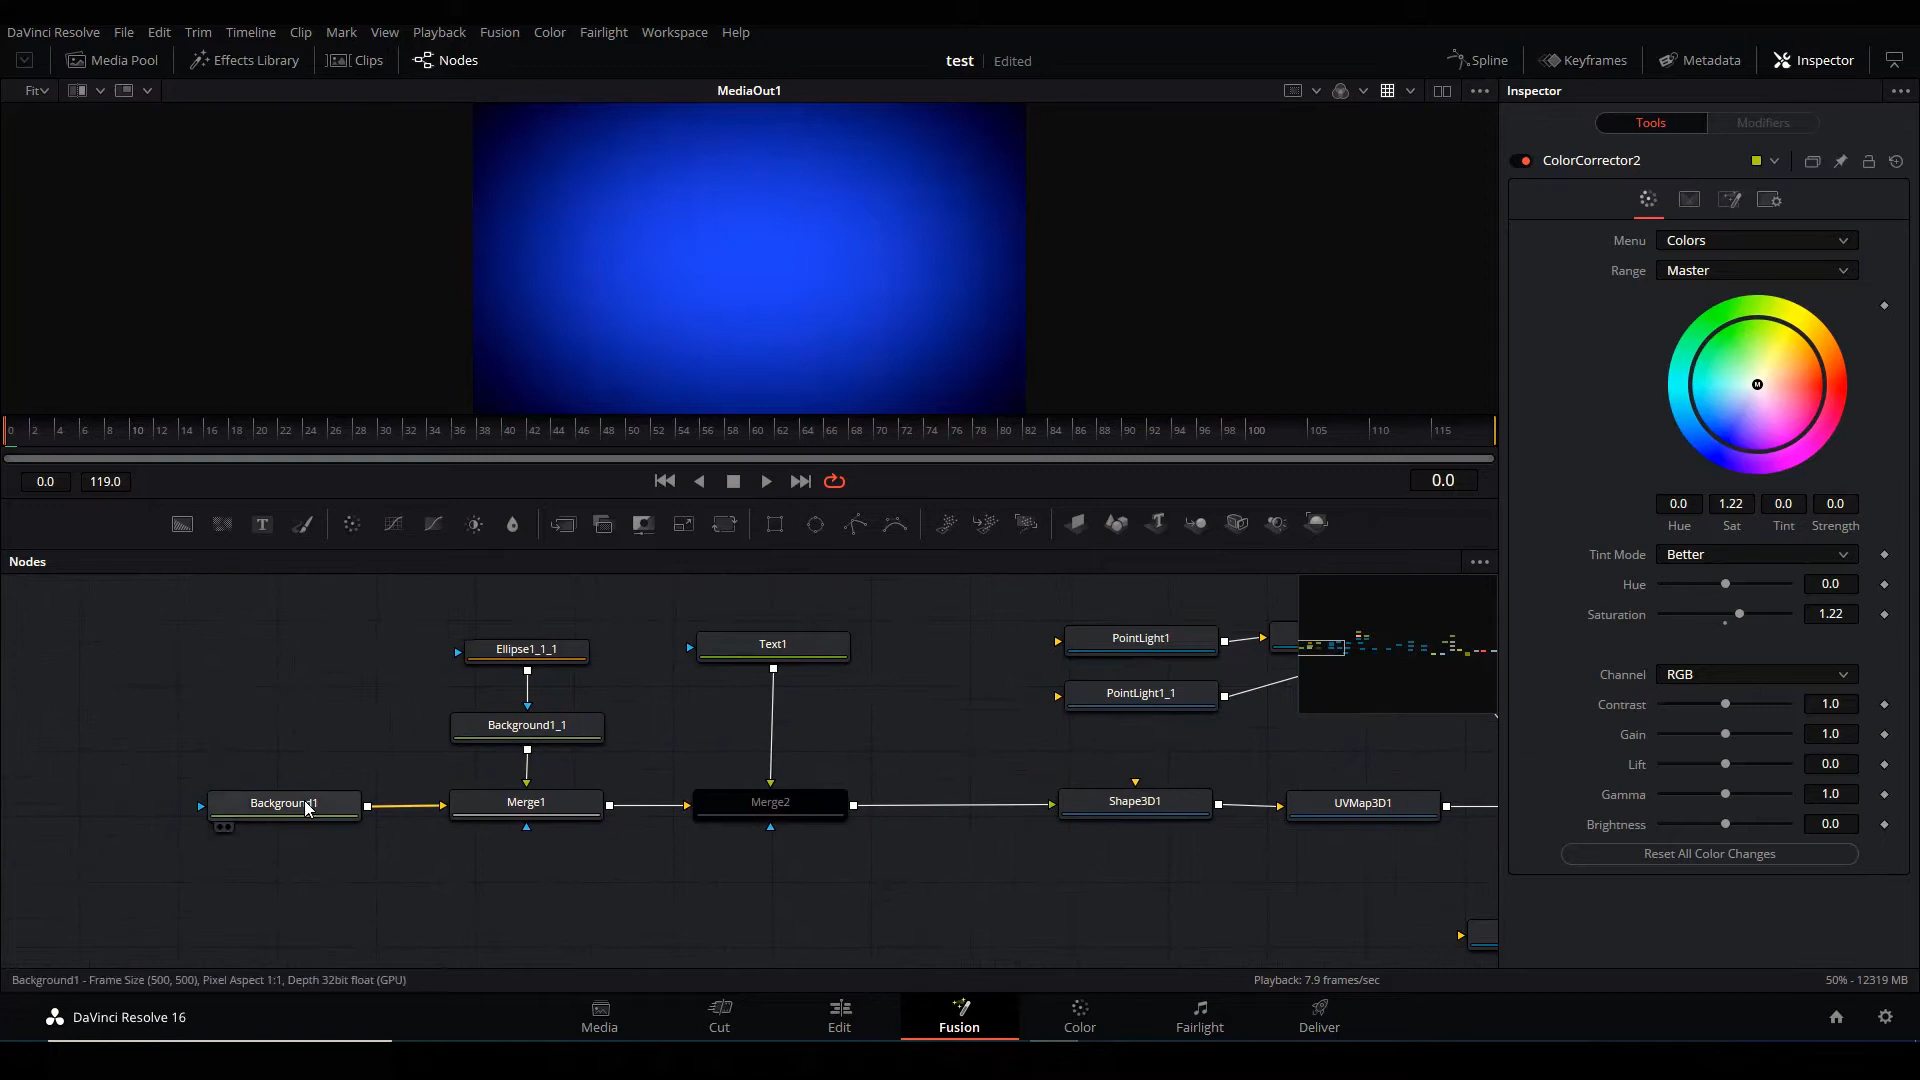 DaVinci Resolve File Edit Trim Timeline Clip Mark View Playback Fusion Color Fairlight Workspace Help
Media Pool Effects Library Clips Nodes test Edited Spline Keyframes Metadata Inspector
Fit MediaOut1 Inspector
Tools Modifiers
ColorCorrector2
Menu Colors
Range Master
0 2 4 6 8 10 12 14 16 18 20 22 24 26 28 30 32 34 36 38 40 42 44 46 48 50 52 54 56 58 60 62 64 66 68 70 72 74 76 78 80 82 84 86 88 90 92 94 96 98 100 105 110 115
0.0 119.0 0.0
0.0 1.22 0.0 0.0
Hue Sat Tint Strength
Tint Mode Better
Hue 0.0
Saturation 1.22
Channel RGB
Contrast 1.0
Gain 1.0
Lift 0.0
Gamma 1.0
Brightness 0.0
Reset All Color Changes
Nodes
Ellipse1_1_1 Text1 PointLight1
PointLight1_1
Background1_1
Background1 Merge1 Merge2 Shape3D1 UVMap3D1
Background1 - Frame Size (500, 500), Pixel Aspect 1:1, Depth 32bit float (GPU) Playback: 7.9 frames/sec 50% - 12319 MB
DaVinci Resolve 16 Media Cut Edit Fusion Color Fairlight Deliver